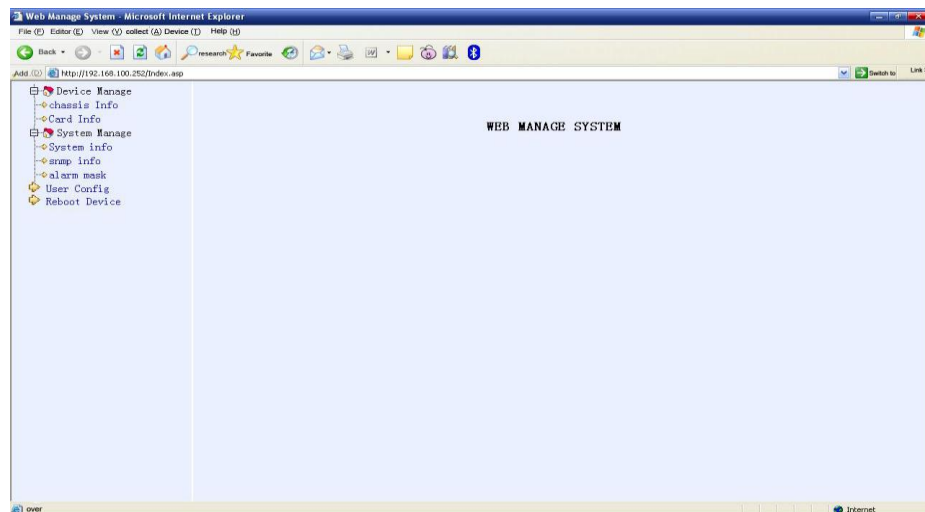 Web Manage System - Microsoft Internet Explorer
File (F) Editor (E) View (V) collect (A) Device (T) Help (H)
Back research Favorite
Add (D) http://192.168.100.252/Index.asp Switch to Link
Device Manage
chassis Info
Card Info
System Manage
System info
snmp info
alarm mask
User Config
Reboot Device
WEB MANAGE SYSTEM
over Internet